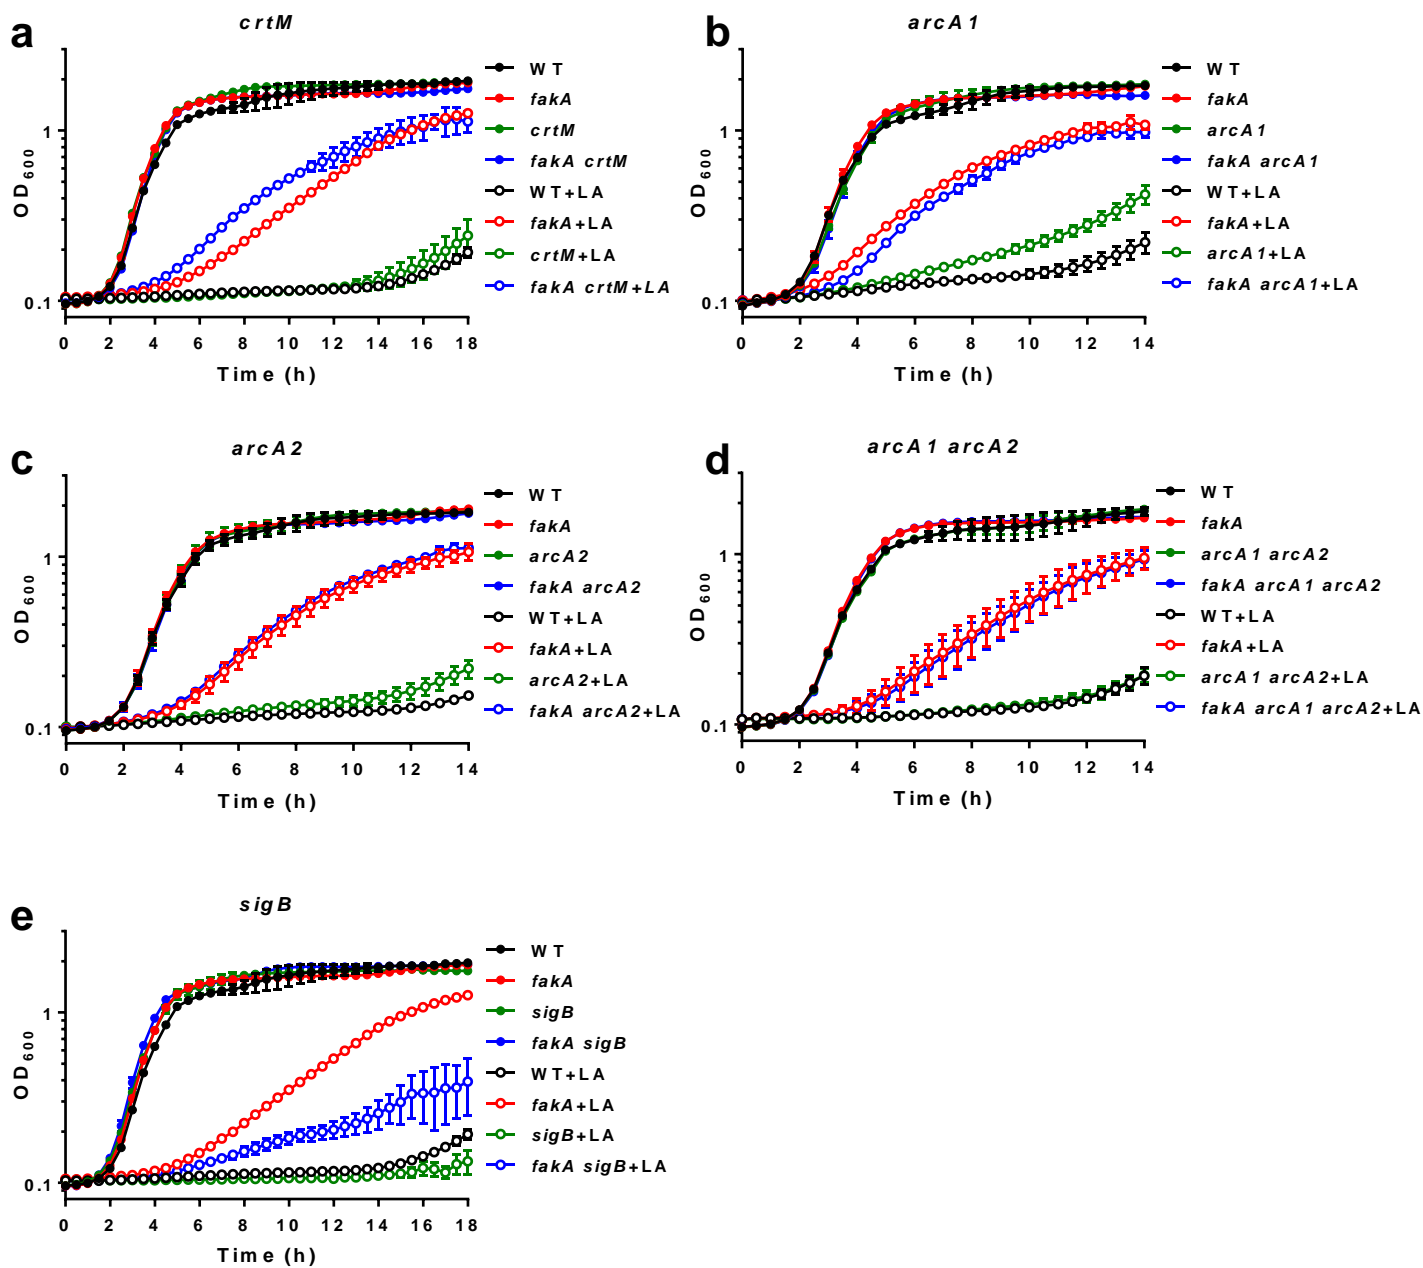 a
crtM
OD600
1
0.1
0 2 4 6 8 10 12 14 16 18
Time (h)
WT
fakA
crtM
fakA crtM
WT+LA
fakA+LA
crtM+LA
fakA crtM+LA
b
arcA1
OD600
1
0.1
0 2 4 6 8 10 12 14
Time (h)
WT
fakA
arcA1
fakA arcA1
WT+LA
fakA+LA
arcA1+LA
fakA arcA1+LA
c
arcA2
OD600
1
0.1
0 2 4 6 8 10 12 14
Time (h)
WT
fakA
arcA2
fakA arcA2
WT+LA
fakA+LA
arcA2+LA
fakA arcA2+LA
d
arcA1 arcA2
OD600
1
0.1
0 2 4 6 8 10 12 14
Time (h)
WT
fakA
arcA1 arcA2
fakA arcA1 arcA2
WT+LA
fakA+LA
arcA1 arcA2+LA
fakA arcA1 arcA2+LA
e
sigB
OD600
1
0.1
0 2 4 6 8 10 12 14 16 18
Time (h)
WT
fakA
sigB
fakA sigB
WT+LA
fakA+LA
sigB+LA
fakA sigB+LA